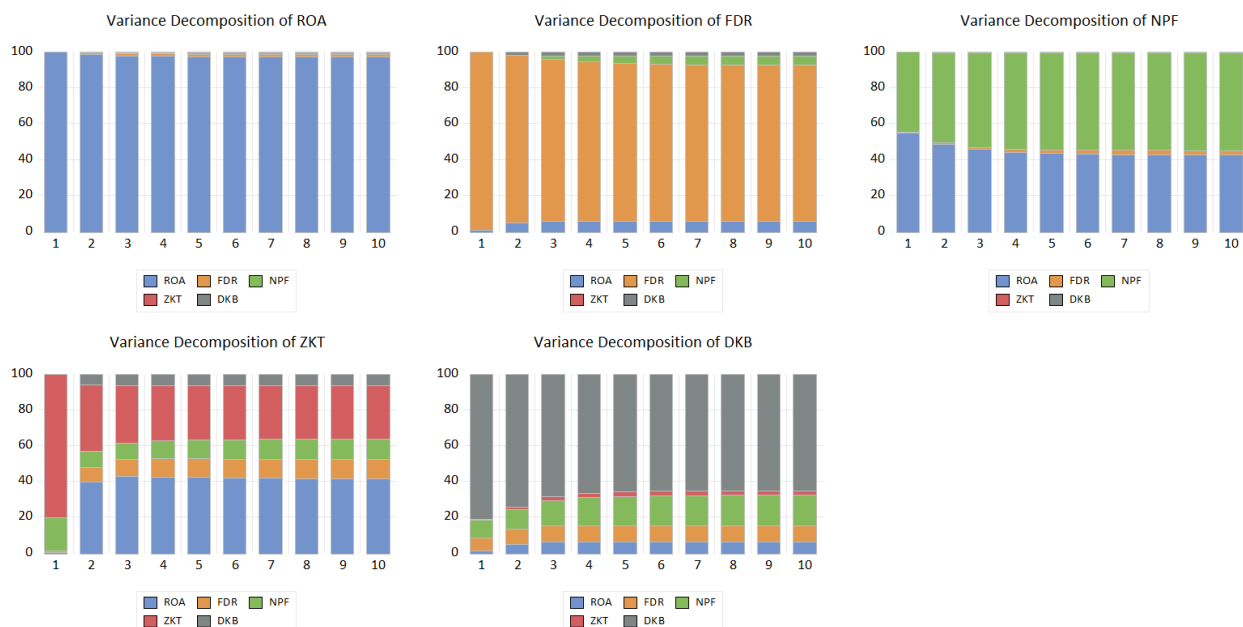 Variance Decomposition of ROA
100
80
60
40
20
0
1 2 3 4 5 6 7 8 9 10
ROA FDR NPF
ZKT DKB
Variance Decomposition of FDR
100
80
60
40
20
0
1 2 3 4 5 6 7 8 9 10
ROA FDR NPF
ZKT DKB
Variance Decomposition of NPF
100
80
60
40
20
0
1 2 3 4 5 6 7 8 9 10
ROA FDR NPF
ZKT DKB
Variance Decomposition of ZKT
100
80
60
40
20
0
1 2 3 4 5 6 7 8 9 10
ROA FDR NPF
ZKT DKB
Variance Decomposition of DKB
100
80
60
40
20
0
1 2 3 4 5 6 7 8 9 10
ROA FDR NPF
ZKT DKB